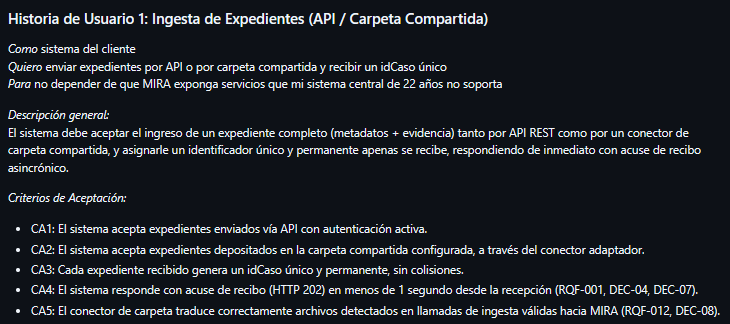 Historia de Usuario 1: Ingesta de Expedientes (API / Carpeta Compartida)
Como sistema del cliente
Quiero enviar expedientes por API o por carpeta compartida y recibir un idCaso único
Para no depender de que MIRA exponga servicios que mi sistema central de 22 años no soporta
Descripción general:
El sistema debe aceptar el ingreso de un expediente completo (metadatos + evidencia) tanto por API REST como por un conector de
carpeta compartida, y asignarle un identificador único y permanente apenas se recibe, respondiendo de inmediato con acuse de recibo
asincrónico.
Criterios de Aceptación:
• CA1: El sistema acepta expedientes enviados vía API con autenticación activa.
• CA2: El sistema acepta expedientes depositados en la carpeta compartida configurada, a través del conector adaptador.
• CA3: Cada expediente recibido genera un idCaso único y permanente, sin colisiones.
• CA4: El sistema responde con acuse de recibo (HTTP 202) en menos de 1 segundo desde la recepción (RQF-001, DEC-04, DEC-07).
• CA5: El conector de carpeta traduce correctamente archivos detectados en llamadas de ingesta válidas hacia MIRA (RQF-012, DEC-08).